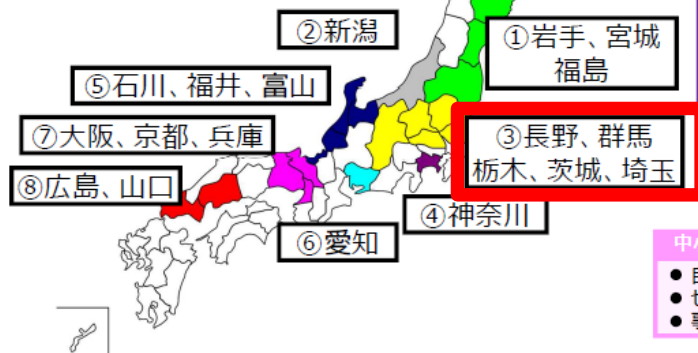 ②新潟
①岩手、宮城
福島
⑤石川、福井、富山
⑦大阪、京都、兵庫
③長野、群馬
栃木、茨城、埼玉
⑧広島、山口
④神奈川
⑥愛知
中